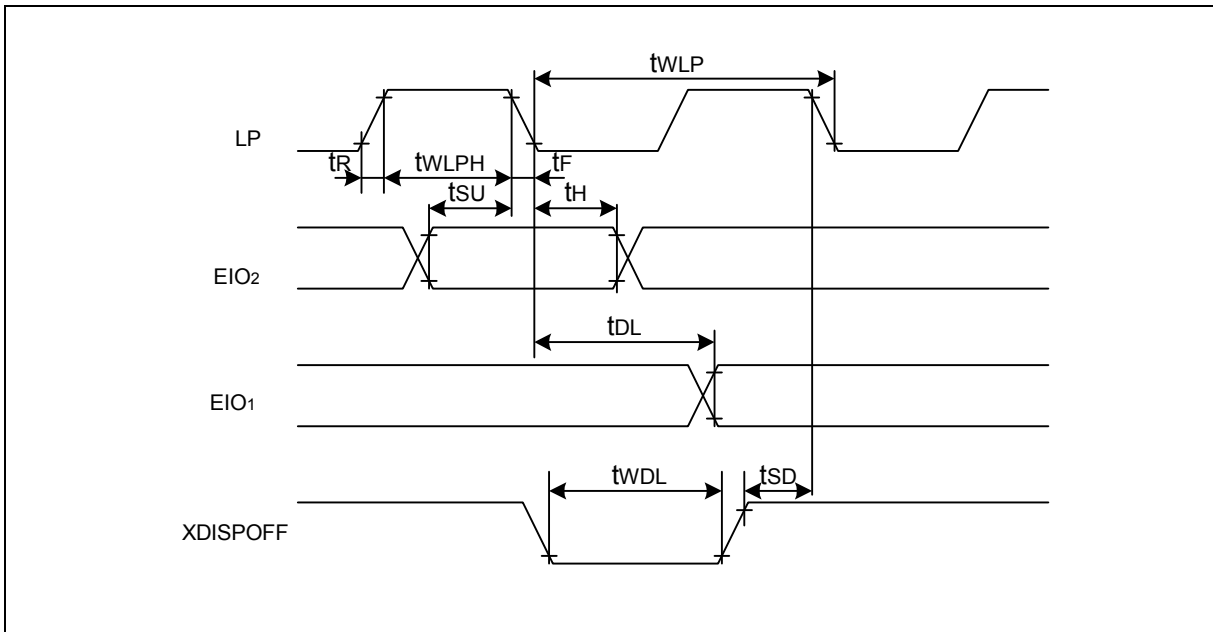 tWLP
LP
tR
tWLPH
tF
tSU
tH
EIO2
tDL
EIO1
tWDL
tSD
XDISPOFF